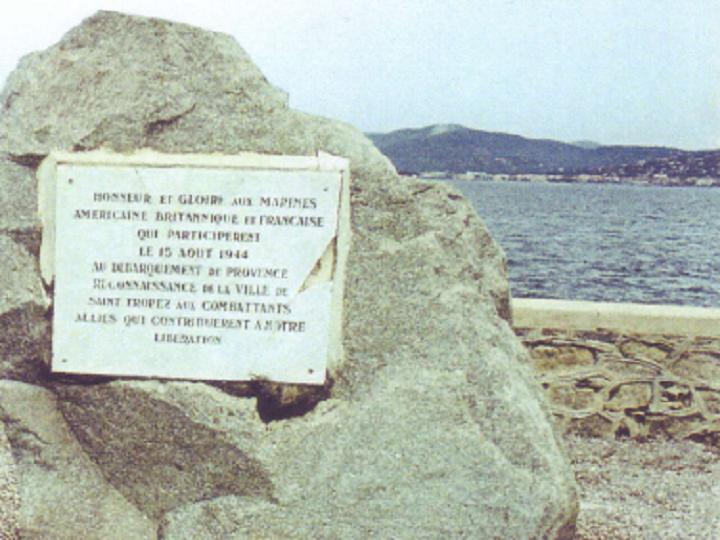 HONNEUR ET GLOIRE AUX MARINES
AMERICAINE BRITANNIQUE ET FRANCAISE
QUI PARTICIPERENT
LE 15 AOUT 1944
AU DEBARQUEMENT DE PROVENCE
RECONNAISSANCE DE LA VILLE DE
SAINT TROPEZ AUX COMBATTANTS
ALLIES QUI CONTRIBUERENT A NOTRE
LIBERATION